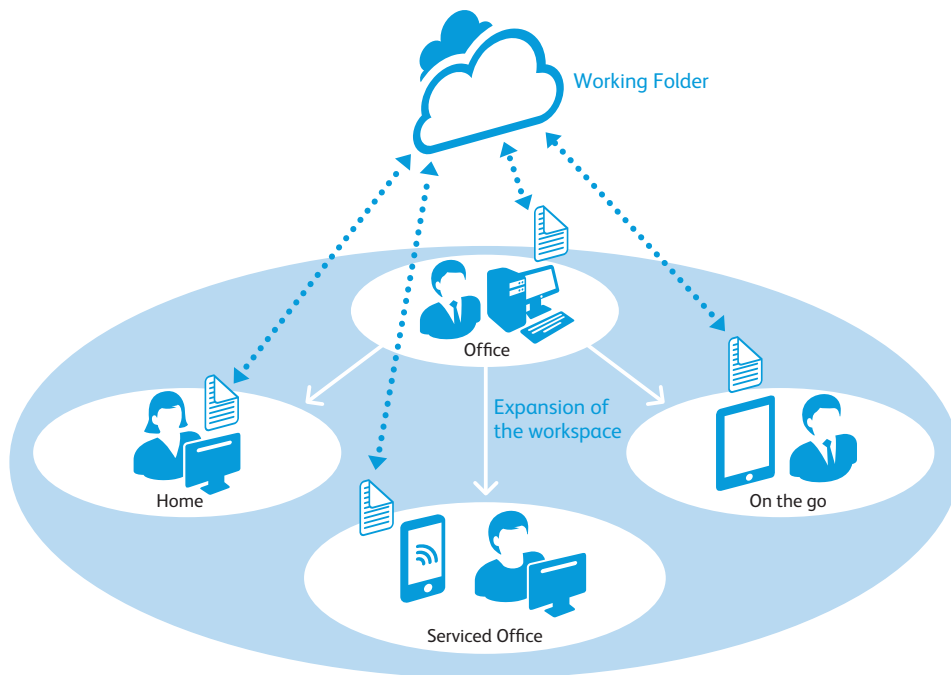 Working Folder
Office
Expansion of
the workspace
Home
On the go
Serviced Office